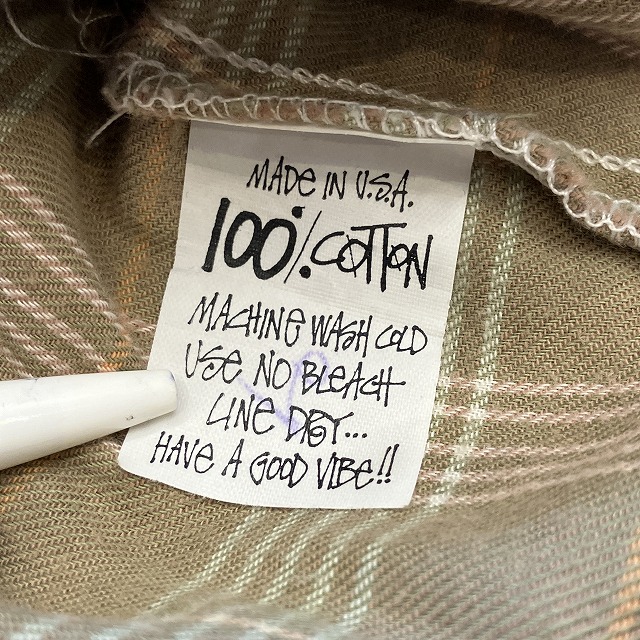 MADE IN U.S.A.
100% COTTON
MACHINE WASH COLD
USE NO BLEACH
LINE DRY...
HAVE A GOOD VIBE!!